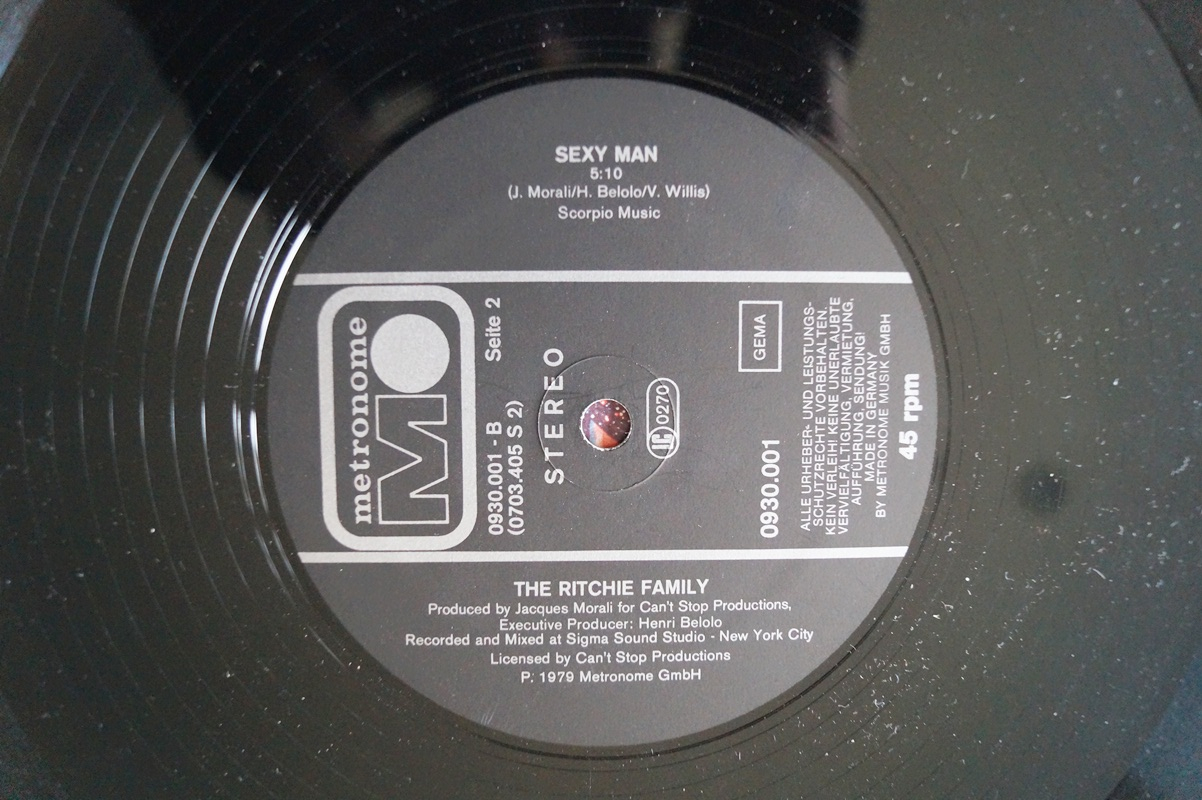 SEXY MAN
5:10
(J. Morali/H. Belolo/V. Willis)
Scorpio Music
metronome
M
Seite 2
0930.001 - B
(0703.405 S 2)
STEREO
LC 0270
GEMA
0930.001
ALLE URHEBER- UND LEISTUNGS-
SCHUTZRECHTE VORBEHALTEN.
KEIN VERLEIH! KEINE UNERLAUBTE
VERVIELFÄLTIGUNG, VERMIETUNG,
AUFFÜHRUNG, SENDUNG!
MADE IN GERMANY
BY METRONOME MUSIK GMBH
45 rpm
THE RITCHIE FAMILY
Produced by Jacques Morali for Can't Stop Productions,
Executive Producer: Henri Belolo
Recorded and Mixed at Sigma Sound Studio - New York City
Licensed by Can't Stop Productions
P. 1979 Metronome GmbH